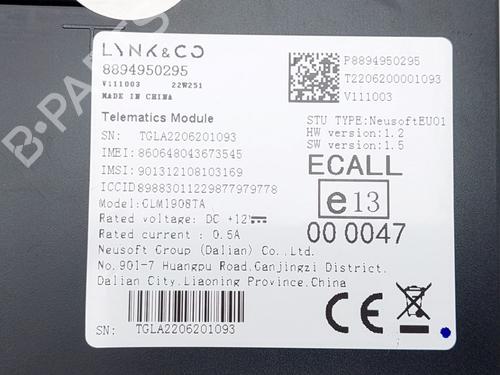 LYNK&CO
8894950295
V111003 22W251
MADE IN CHINA
P8894950295
T2206200001093
V111003
Telematics Module
SN: TGLA2206201093
IMEI: 860648043673545
IMSI: 901312108103169
ICCID 89883011229877979778
Model: CLM1908TA
Rated voltage: DC +12V
Rated current : 0.5A
Neusoft Group (Dalian) Co., Ltd.
No.901-7 Huangpu Road,Ganjingzi District,
Dalian City,Liaoning Province,China
STU TYPE:NeusoftEU01
HW version:1.2
SW version:1.5
ECALL
e13
00 0047
CE
SN: TGLA2206201093
B-PARTS